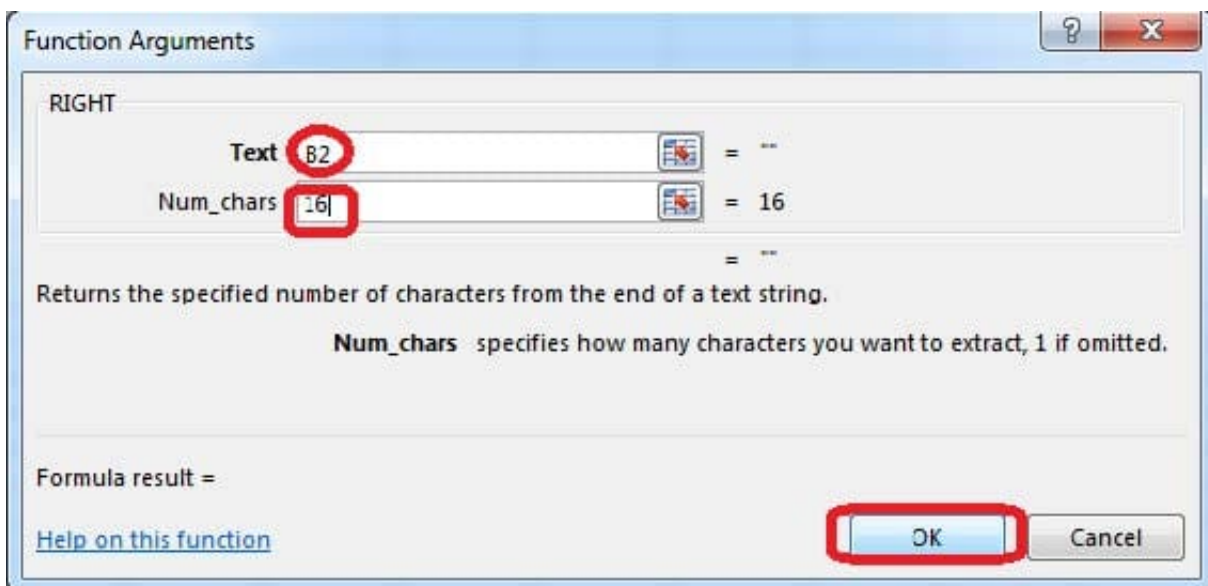 Function Arguments
RIGHT
Text B2 = ""
Num_chars 16 = 16
= ""
Returns the specified number of characters from the end of a text string.
Num_chars specifies how many characters you want to extract, 1 if omitted.
Formula result =
Help on this function
OK Cancel